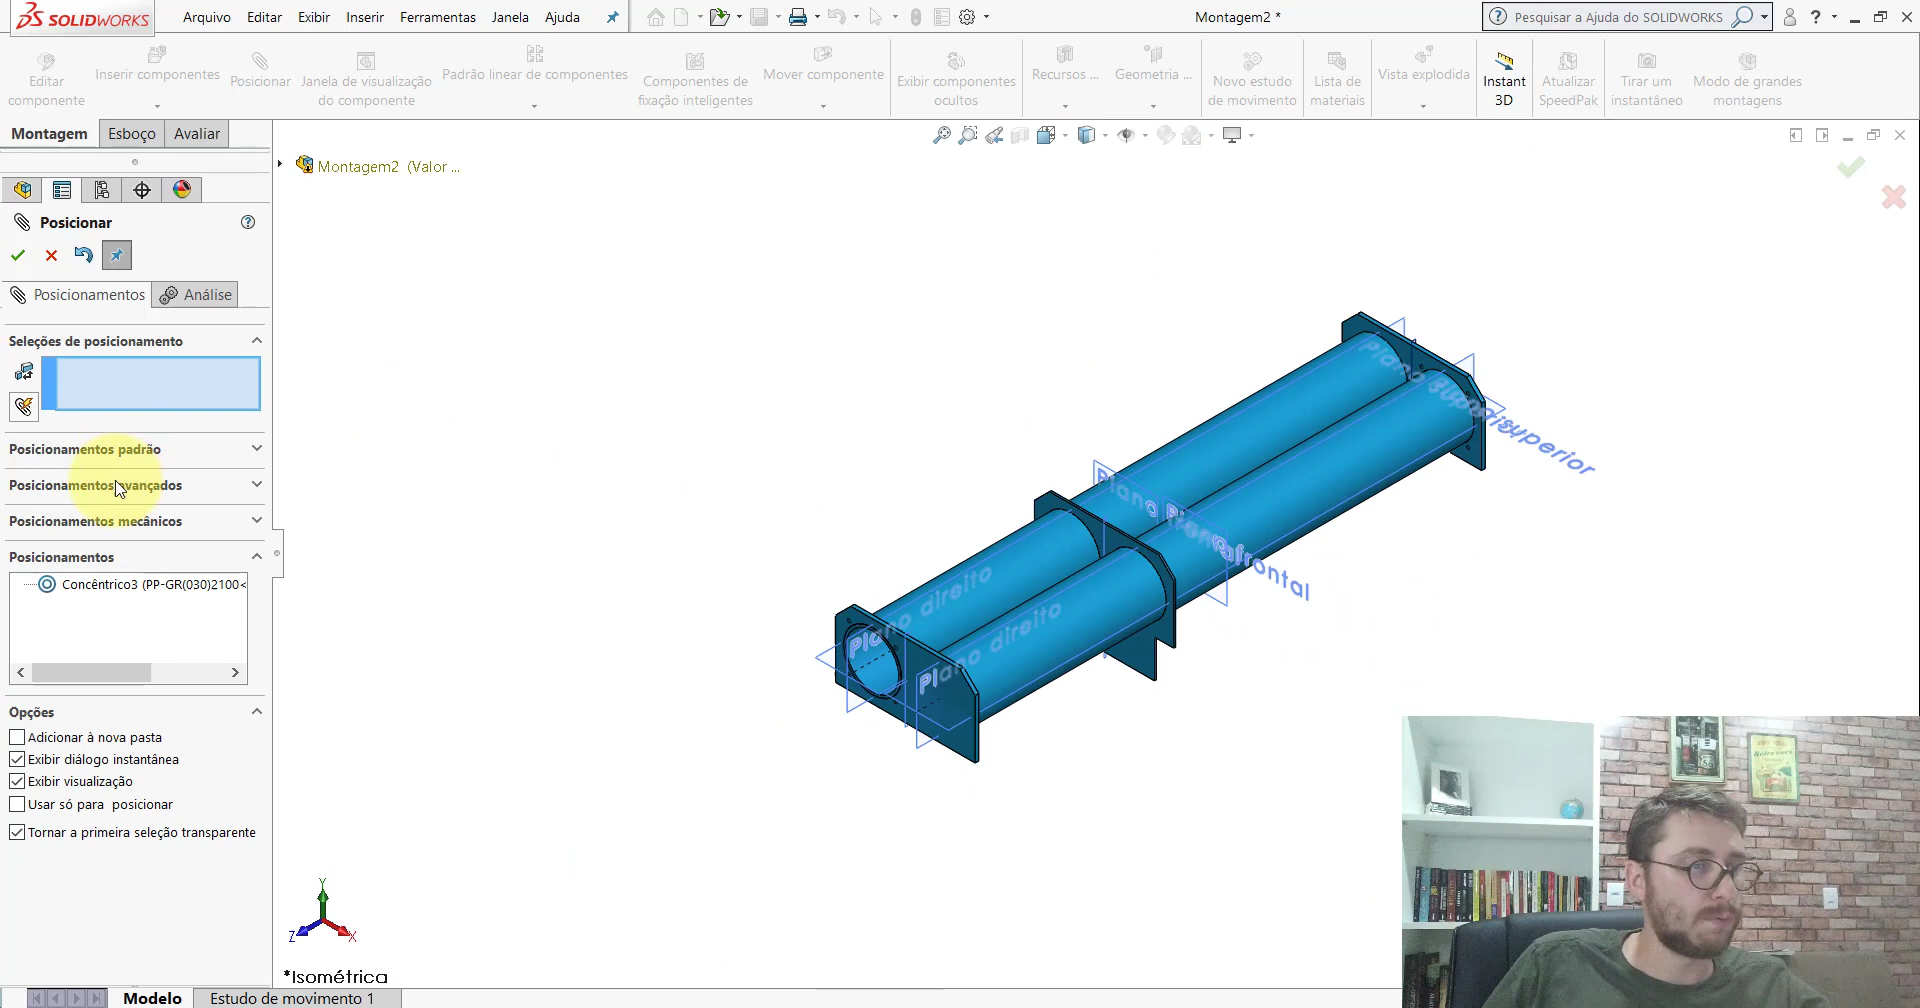 SOLIDWORKS
Arquivo
Editar
Exibir
Inserir
Ferramentas
Janela
Ajuda
Montagem2 *
Pesquisar a Ajuda do SOLIDWORKS
Editar
componente
Inserir componentes
Posicionar
Janela de visualização
do componente
Padrão linear de componentes
Componentes de
fixação inteligentes
Mover componente
Exibir componentes
ocultos
Recursos ...
Geometria ...
Novo estudo
de movimento
Lista de
materiais
Vista explodida
Instant
3D
Atualizar
SpeedPak
Tirar um
instantâneo
Modo de grandes
montagens
Montagem
Esboço
Avaliar
Montagem2 (Valor ...
Posicionar
Posicionamentos
Análise
Seleções de posicionamento
Posicionamentos padrão
Posicionamentos avançados
Posicionamentos mecânicos
Posicionamentos
Concêntrico3 (PP-GR(030)2100<
Opções
Adicionar à nova pasta
Exibir diálogo instantânea
Exibir visualização
Usar só para posicionar
Tornar a primeira seleção transparente
Plano superior
superior
Plano
Plano frontal
Plano direito
Plano direito
Y
Z
X
*Isométrica
Modelo
Estudo de movimento 1